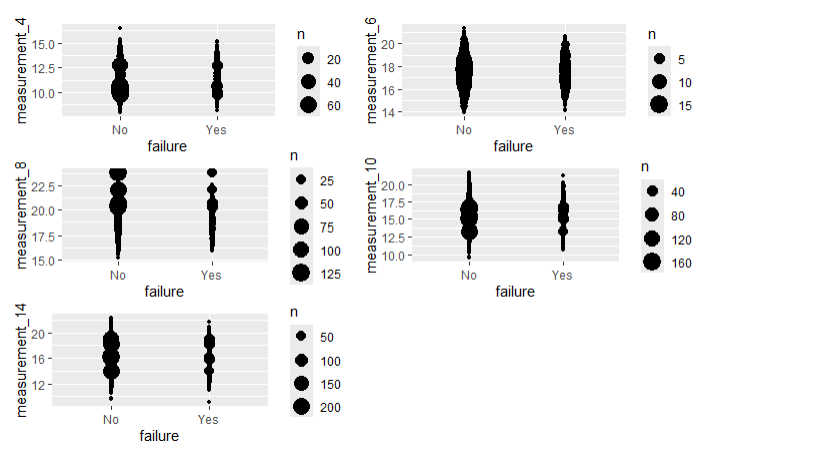 measurement_4
15.0
12.5
10.0
No
Yes
failure
n
20
40
60
measurement_6
20
18
16
14
No
Yes
failure
n
5
10
15
measurement_8
22.5
20.0
17.5
15.0
No
Yes
failure
n
25
50
75
100
125
measurement_10
20.0
17.5
15.0
12.5
10.0
No
Yes
failure
n
40
80
120
160
measurement_14
20
16
12
No
Yes
failure
n
50
100
150
200